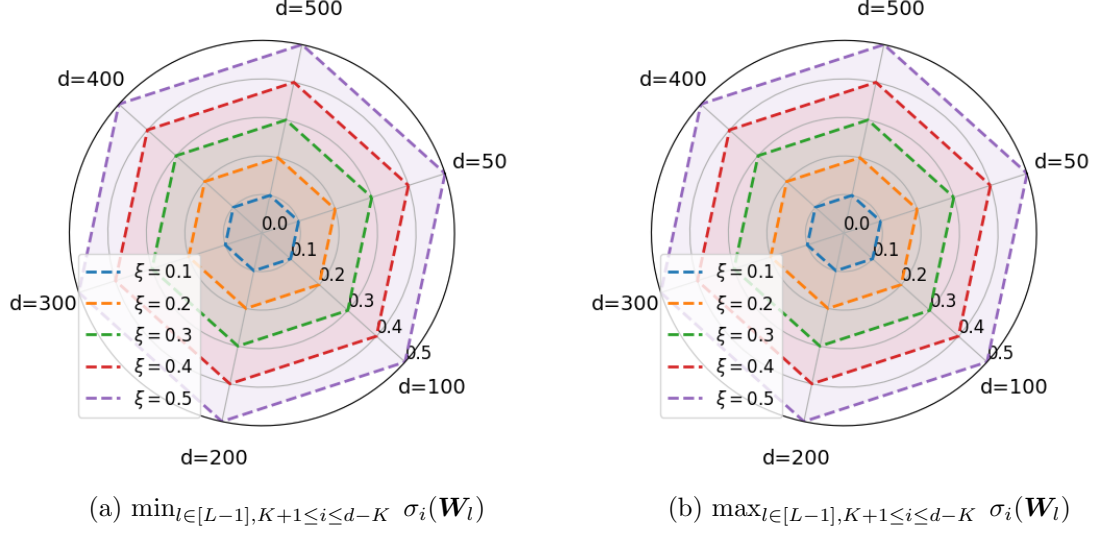 d=500
d=400
d=50
0.0
0.1
0.2
0.3
0.4
0.5
d=300
d=100
d=200
ξ = 0.1
ξ = 0.2
ξ = 0.3
ξ = 0.4
ξ = 0.5
(a) min_{l∈[L−1],K+1≤i≤d−K} σ_i(W_l)
d=500
d=400
d=50
0.0
0.1
0.2
0.3
0.4
0.5
d=300
d=100
d=200
ξ = 0.1
ξ = 0.2
ξ = 0.3
ξ = 0.4
ξ = 0.5
(b) max_{l∈[L−1],K+1≤i≤d−K} σ_i(W_l)